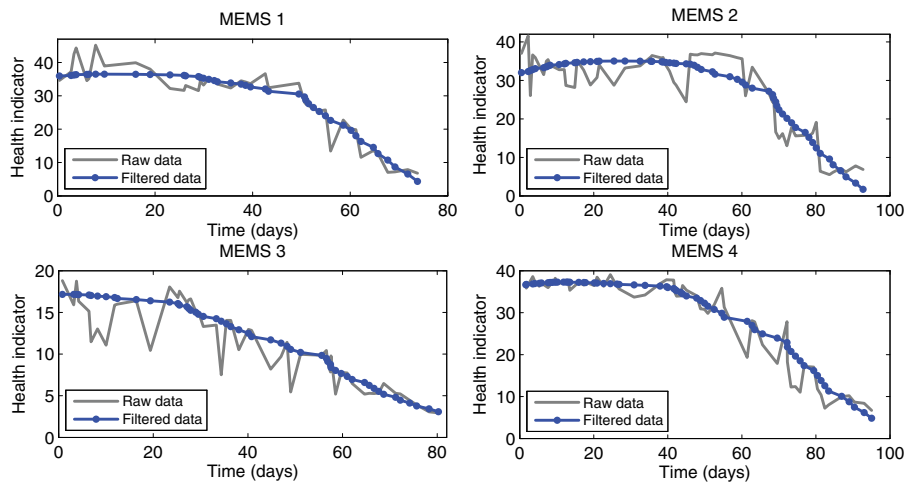 MEMS 1
40
30
20
10
0
Health indicator
Raw data
Filtered data
0 20 40 60 80
Time (days)
MEMS 2
40
30
20
10
0
Health indicator
Raw data
Filtered data
0 20 40 60 80 100
Time (days)
MEMS 3
20
15
10
5
0
Health indicator
Raw data
Filtered data
0 20 40 60 80
Time (days)
MEMS 4
40
30
20
10
0
Health indicator
Raw data
Filtered data
0 20 40 60 80 100
Time (days)